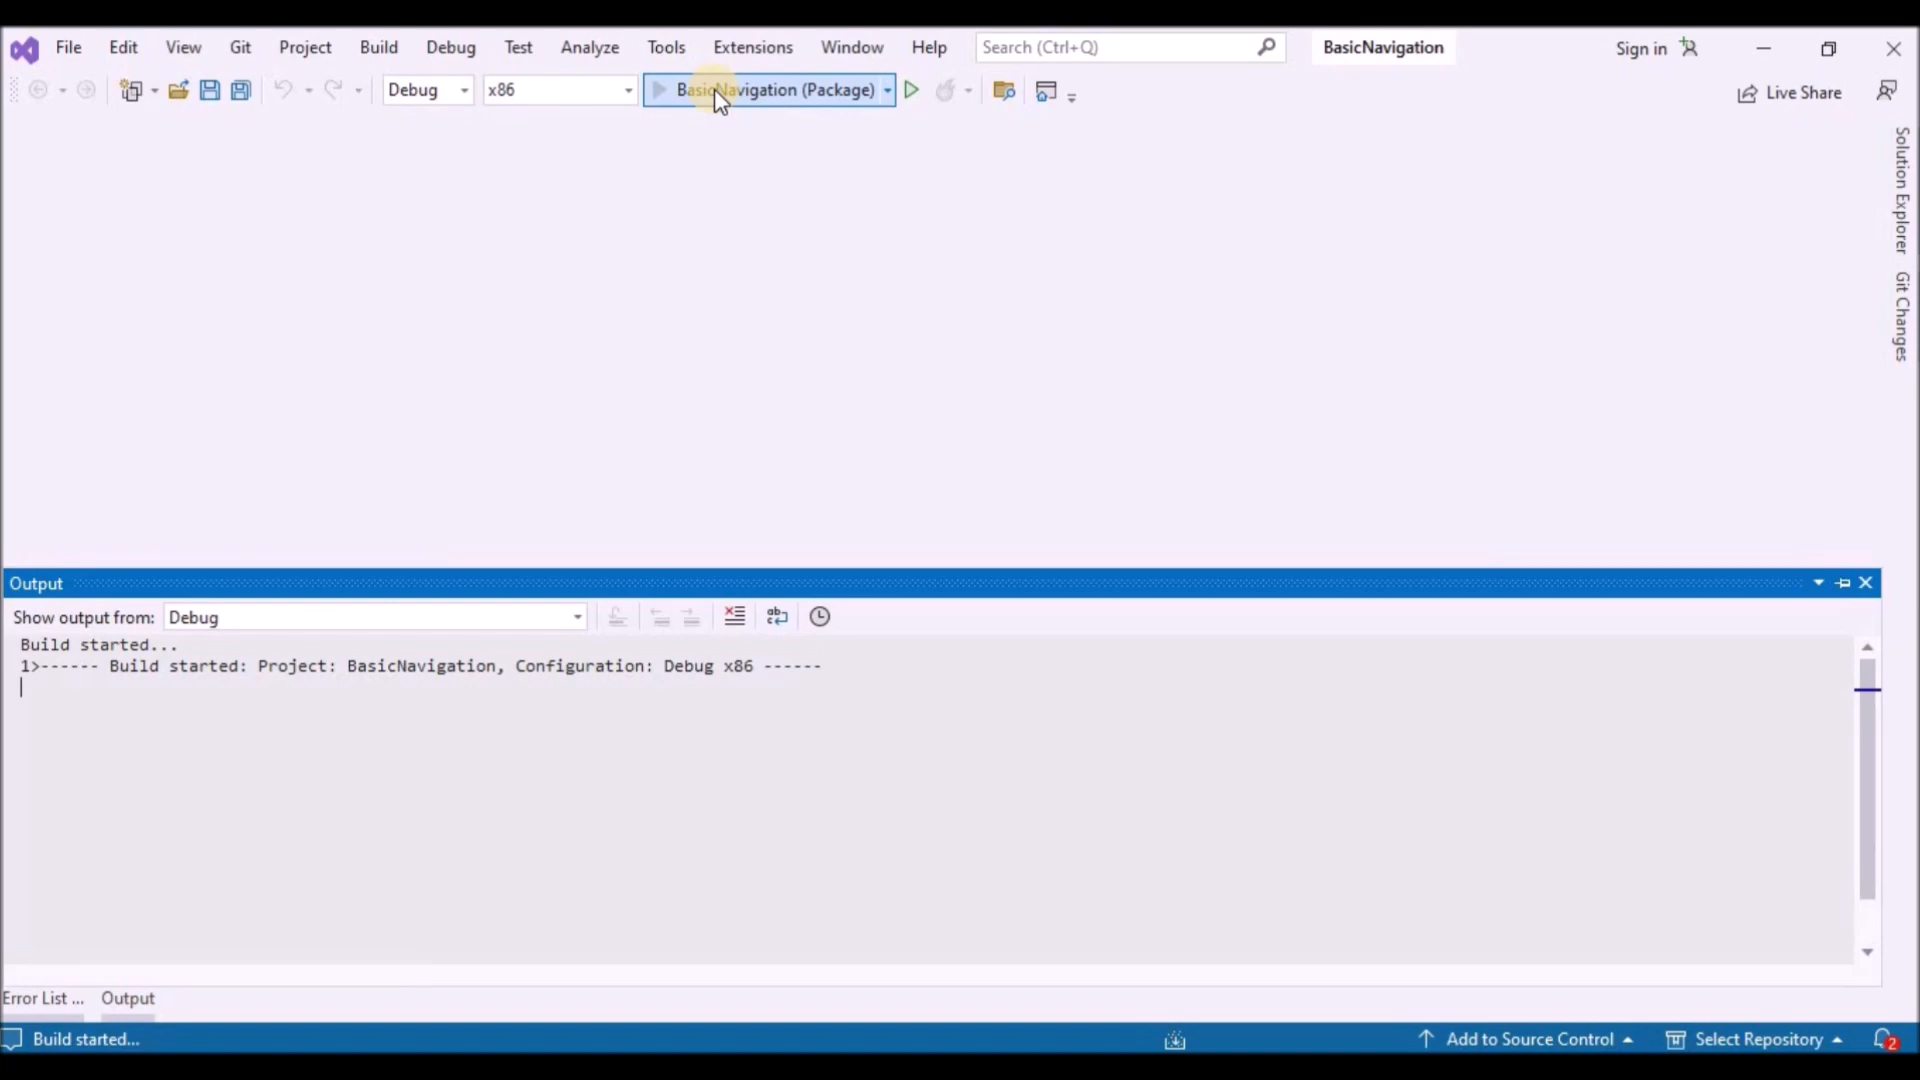 File Edit View Git Project Build Debug Test Analyze Tools Extensions Window Help Search (Ctrl+Q) BasicNavigation Sign in
Debug x86 BasicNavigation (Package) Live Share
Solution Explorer
Git Changes
Output
Show output from: Debug
Build started...
1>------ Build started: Project: BasicNavigation, Configuration: Debug x86 ------
Error List ... Output
Build started... Add to Source Control Select Repository 2